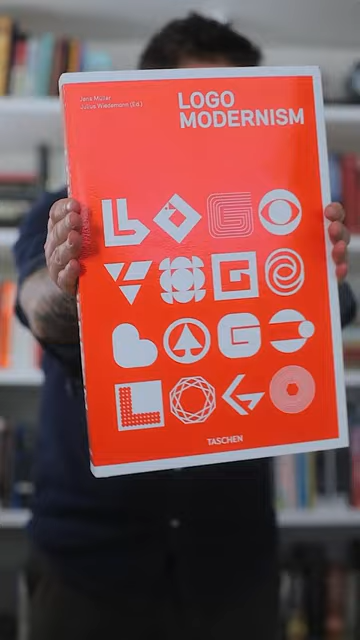 Jens Müller
Julius Wiedemann (Ed.)
LOGO
MODERNISM
TASCHEN